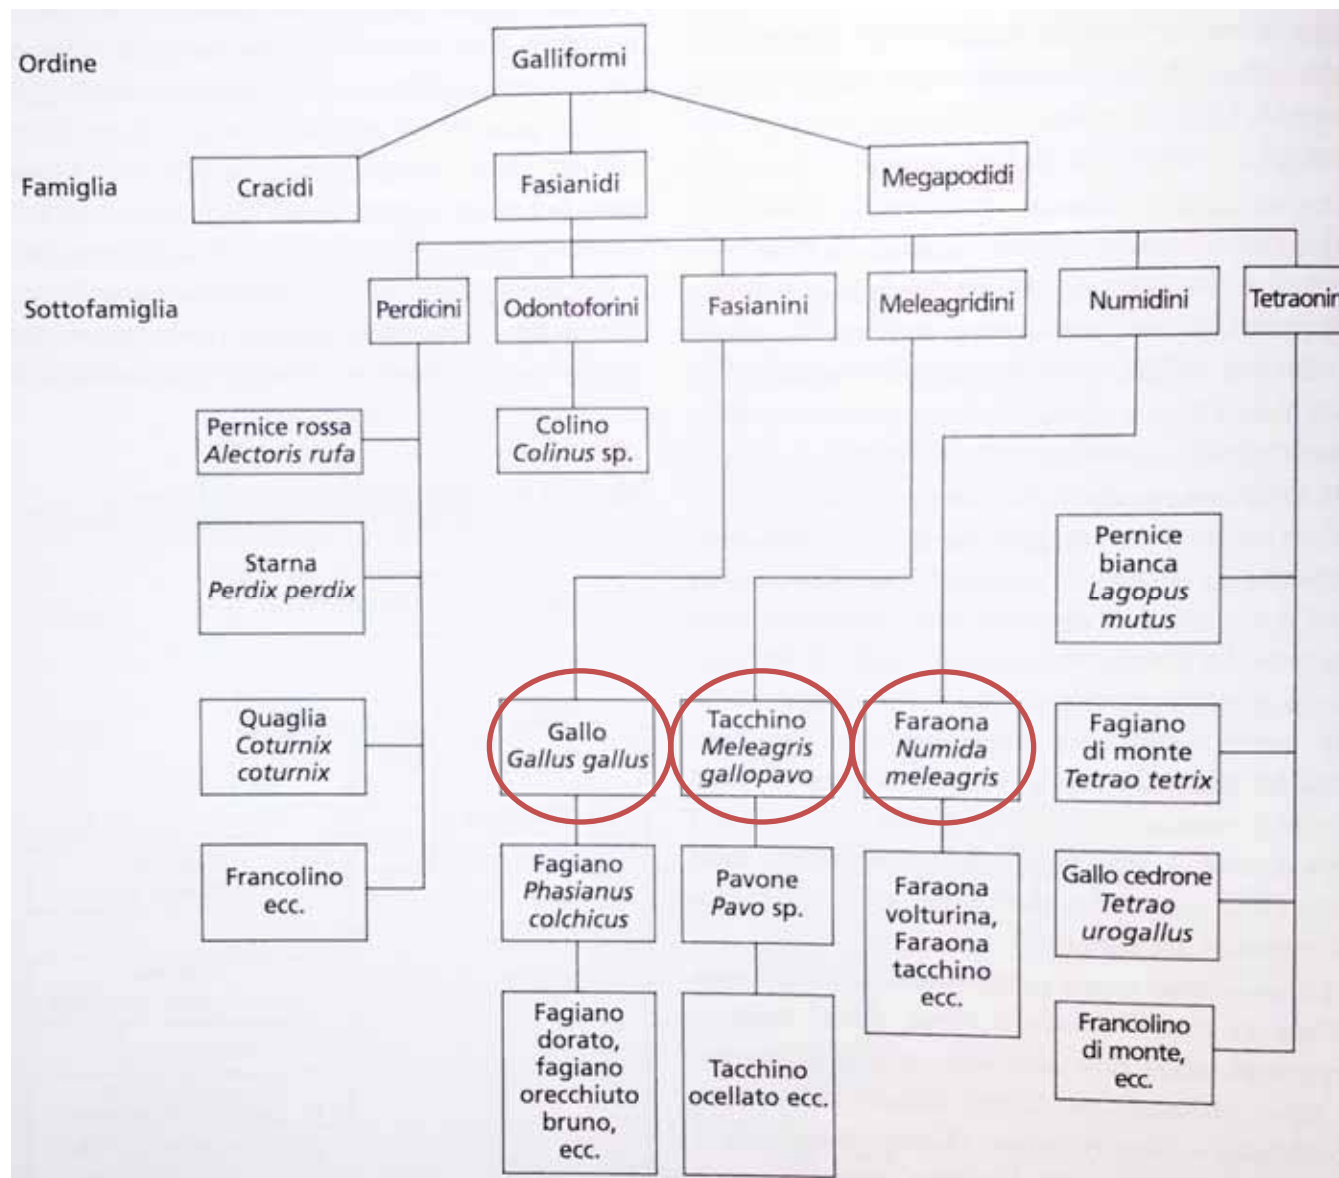 Ordine
Galliformi
Famiglia
Cracidi
Fasianidi
Megapodidi
Sottofamiglia
Perdicini
Odontoforini
Fasianini
Meleagridini
Numidini
Tetraonin
Pernice rossa
Alectoris rufa
Colino
Colinus sp.
Starna
Perdix perdix
Pernice
bianca
Lagopus
mutus
Quaglia
Coturnix
coturnix
Gallo
Gallus gallus
Tacchino
Meleagris
gallopavo
Faraona
Numida
meleagris
Fagiano
di monte
Tetrao tetrix
Francolino
ecc.
Fagiano
Phasianus
colchicus
Pavone
Pavo sp.
Faraona
volturina,
Faraona
tacchino
ecc.
Gallo cedrone
Tetrao
urogallus
Fagiano
dorato,
fagiano
orecchiuto
bruno,
ecc.
Tacchino
ocellato ecc.
Francolino
di monte,
ecc.